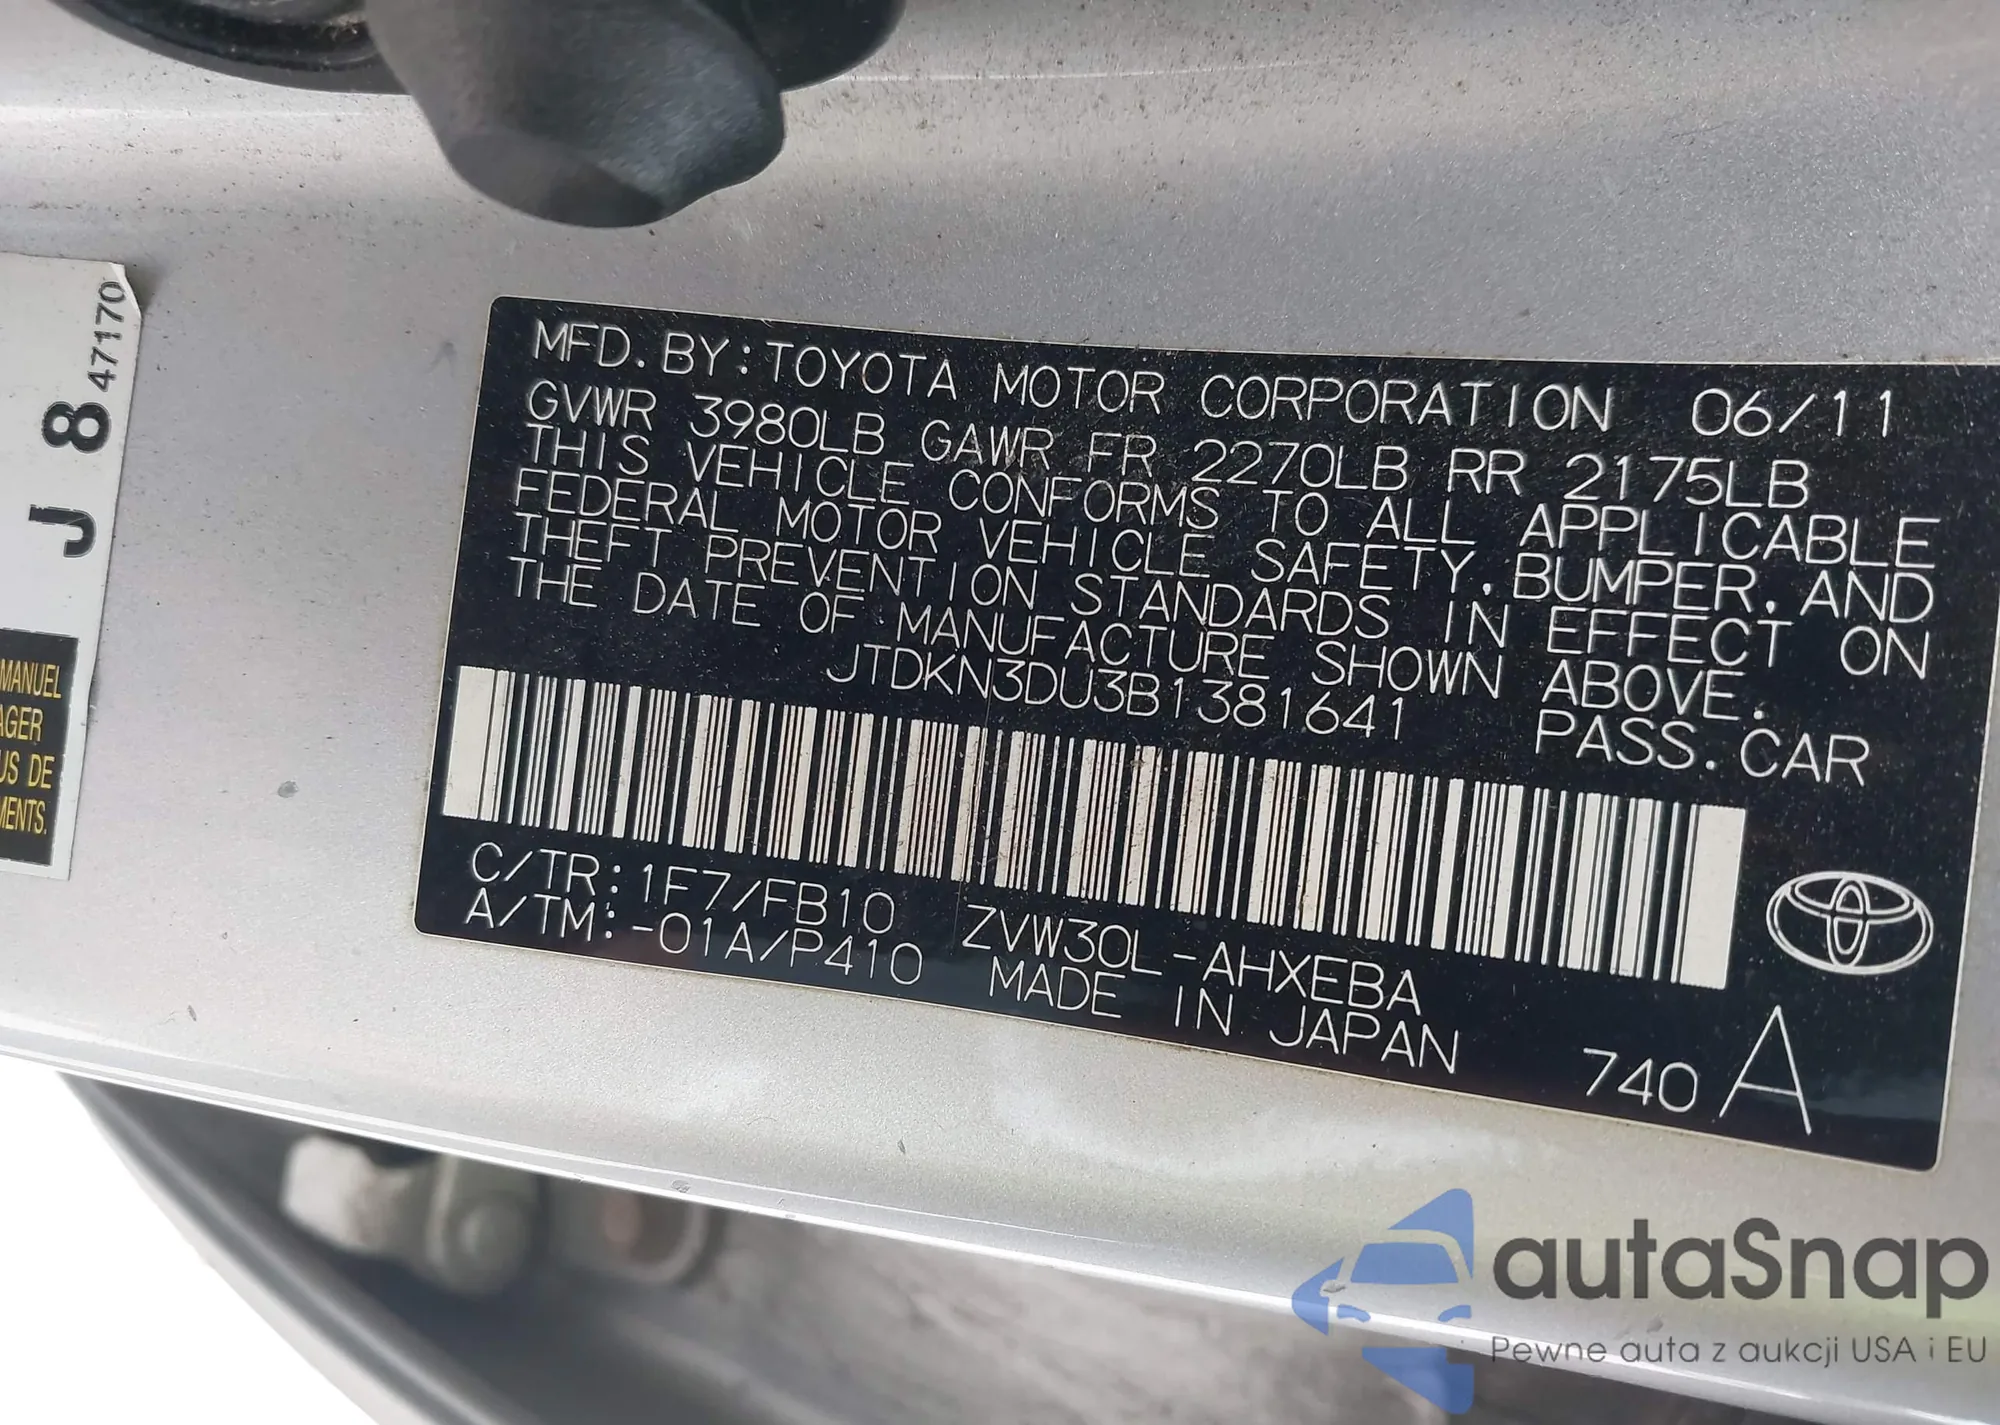 MFD. BY: TOYOTA MOTOR CORPORATION 06/11
GVWR 3980LB GAWR FR 2270LB RR 2175LB
THIS VEHICLE CONFORMS TO ALL APPLICABLE
FEDERAL MOTOR VEHICLE SAFETY, BUMPER, AND
THEFT PREVENTION STANDARDS IN EFFECT ON
THE DATE OF MANUFACTURE SHOWN ABOVE.
JTDKN3DU3B1381641 PASS. CAR
C/TR: 1F7/FB10 ZVW30L-AHXEBA
A/TM: -01A/P410 MADE IN JAPAN
740 A
J 8 47170
MANUEL
AGER
US DE
MENTS.
autaSnap
Pewne auta z aukcji USA i EU